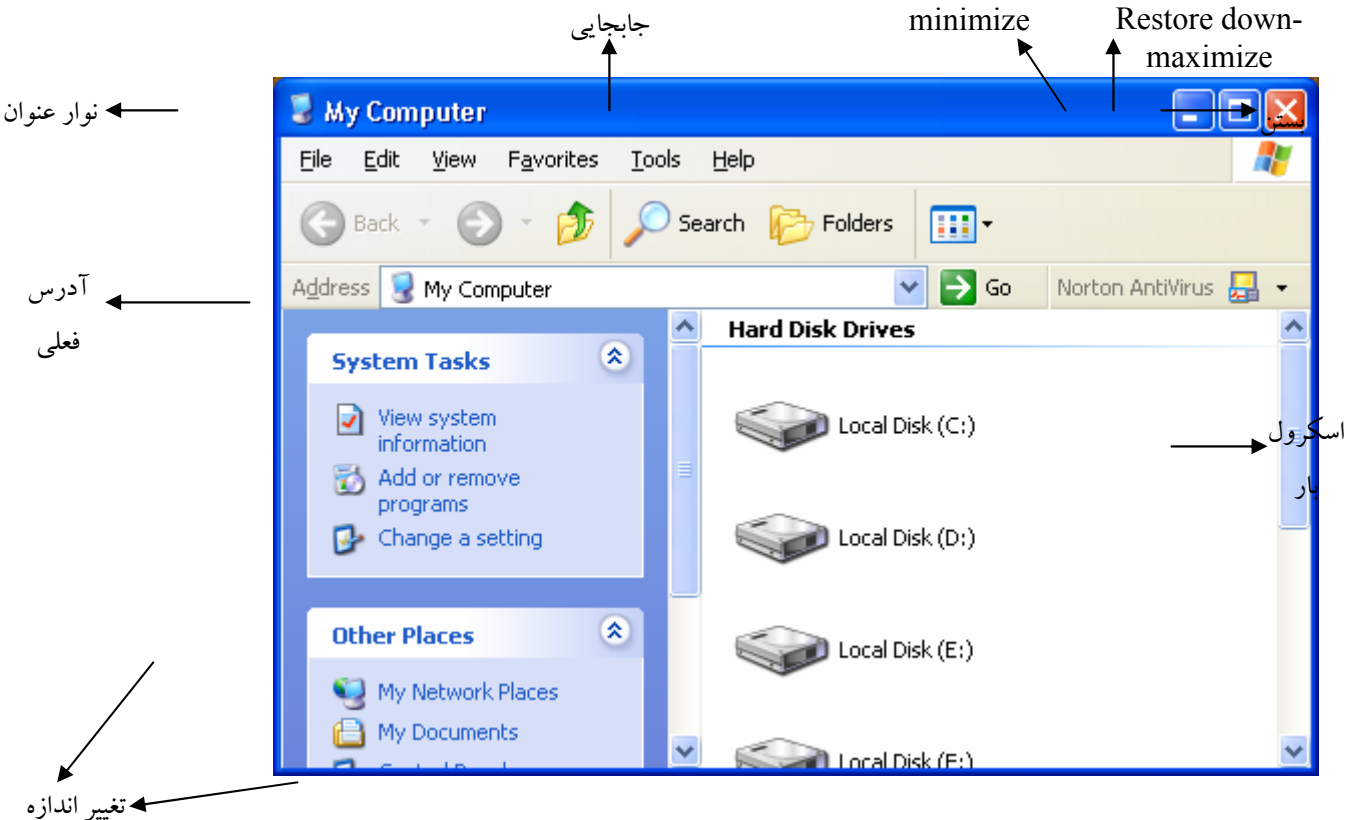 جابجایی
minimize
Restore down-
maximize
نوار عنوان
My Computer
بستن
File Edit View Favorites Tools Help
Back Search Folders
آدرس
فعلی
Address My Computer Go Norton AntiVirus
System Tasks
View system
information
Add or remove
programs
Change a setting
Other Places
My Network Places
My Documents
Hard Disk Drives
Local Disk (C:)
Local Disk (D:)
Local Disk (E:)
Local Disk (F:)
اسکرول
بار
تغییر اندازه